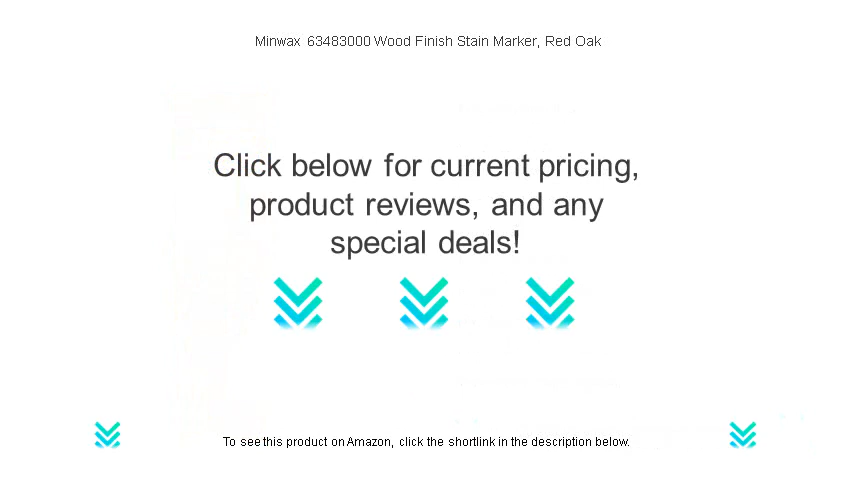 Minwax 63483000 Wood Finish Stain Marker, Red Oak
Click below for current pricing,
product reviews, and any
special deals!
To see this product on Amazon, click the shortlink in the description below.